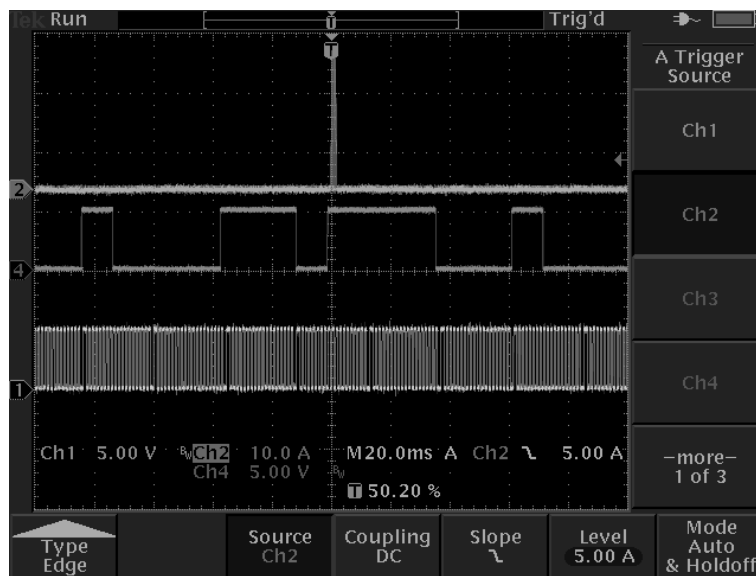 Tek Run Trig'd
T
T
A Trigger
Source
Ch1
Ch2
Ch3
Ch4
-more-
1 of 3
2
4
1
Ch1 5.00 V BW Ch2 10.0 A M20.0ms A Ch2 5.00 A
Ch4 5.00 V BW
T 50.20 %
Type
Edge
Source
Ch2
Coupling
DC
Slope
Level
5.00 A
Mode
Auto
& Holdoff